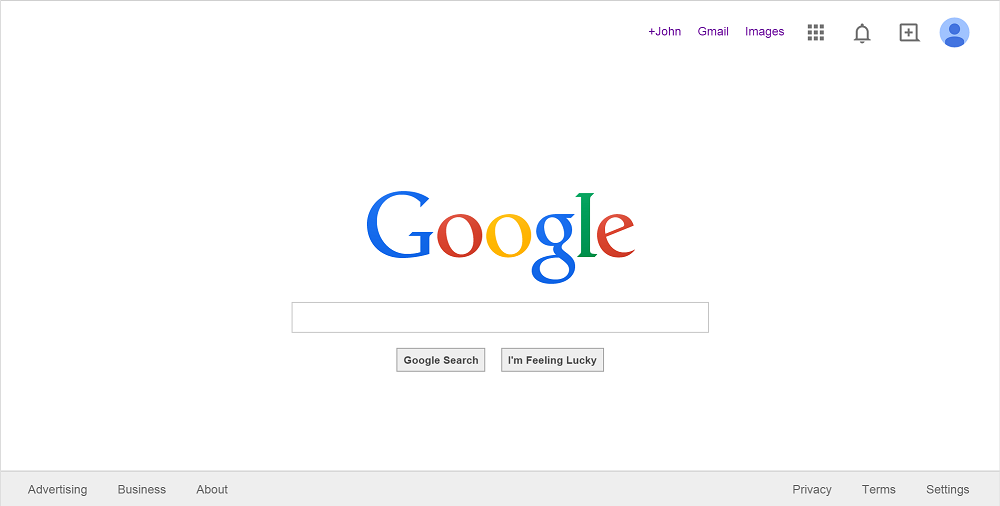 +John Gmail Images
Google
Google Search I'm Feeling Lucky
Advertising Business About Privacy Terms Settings